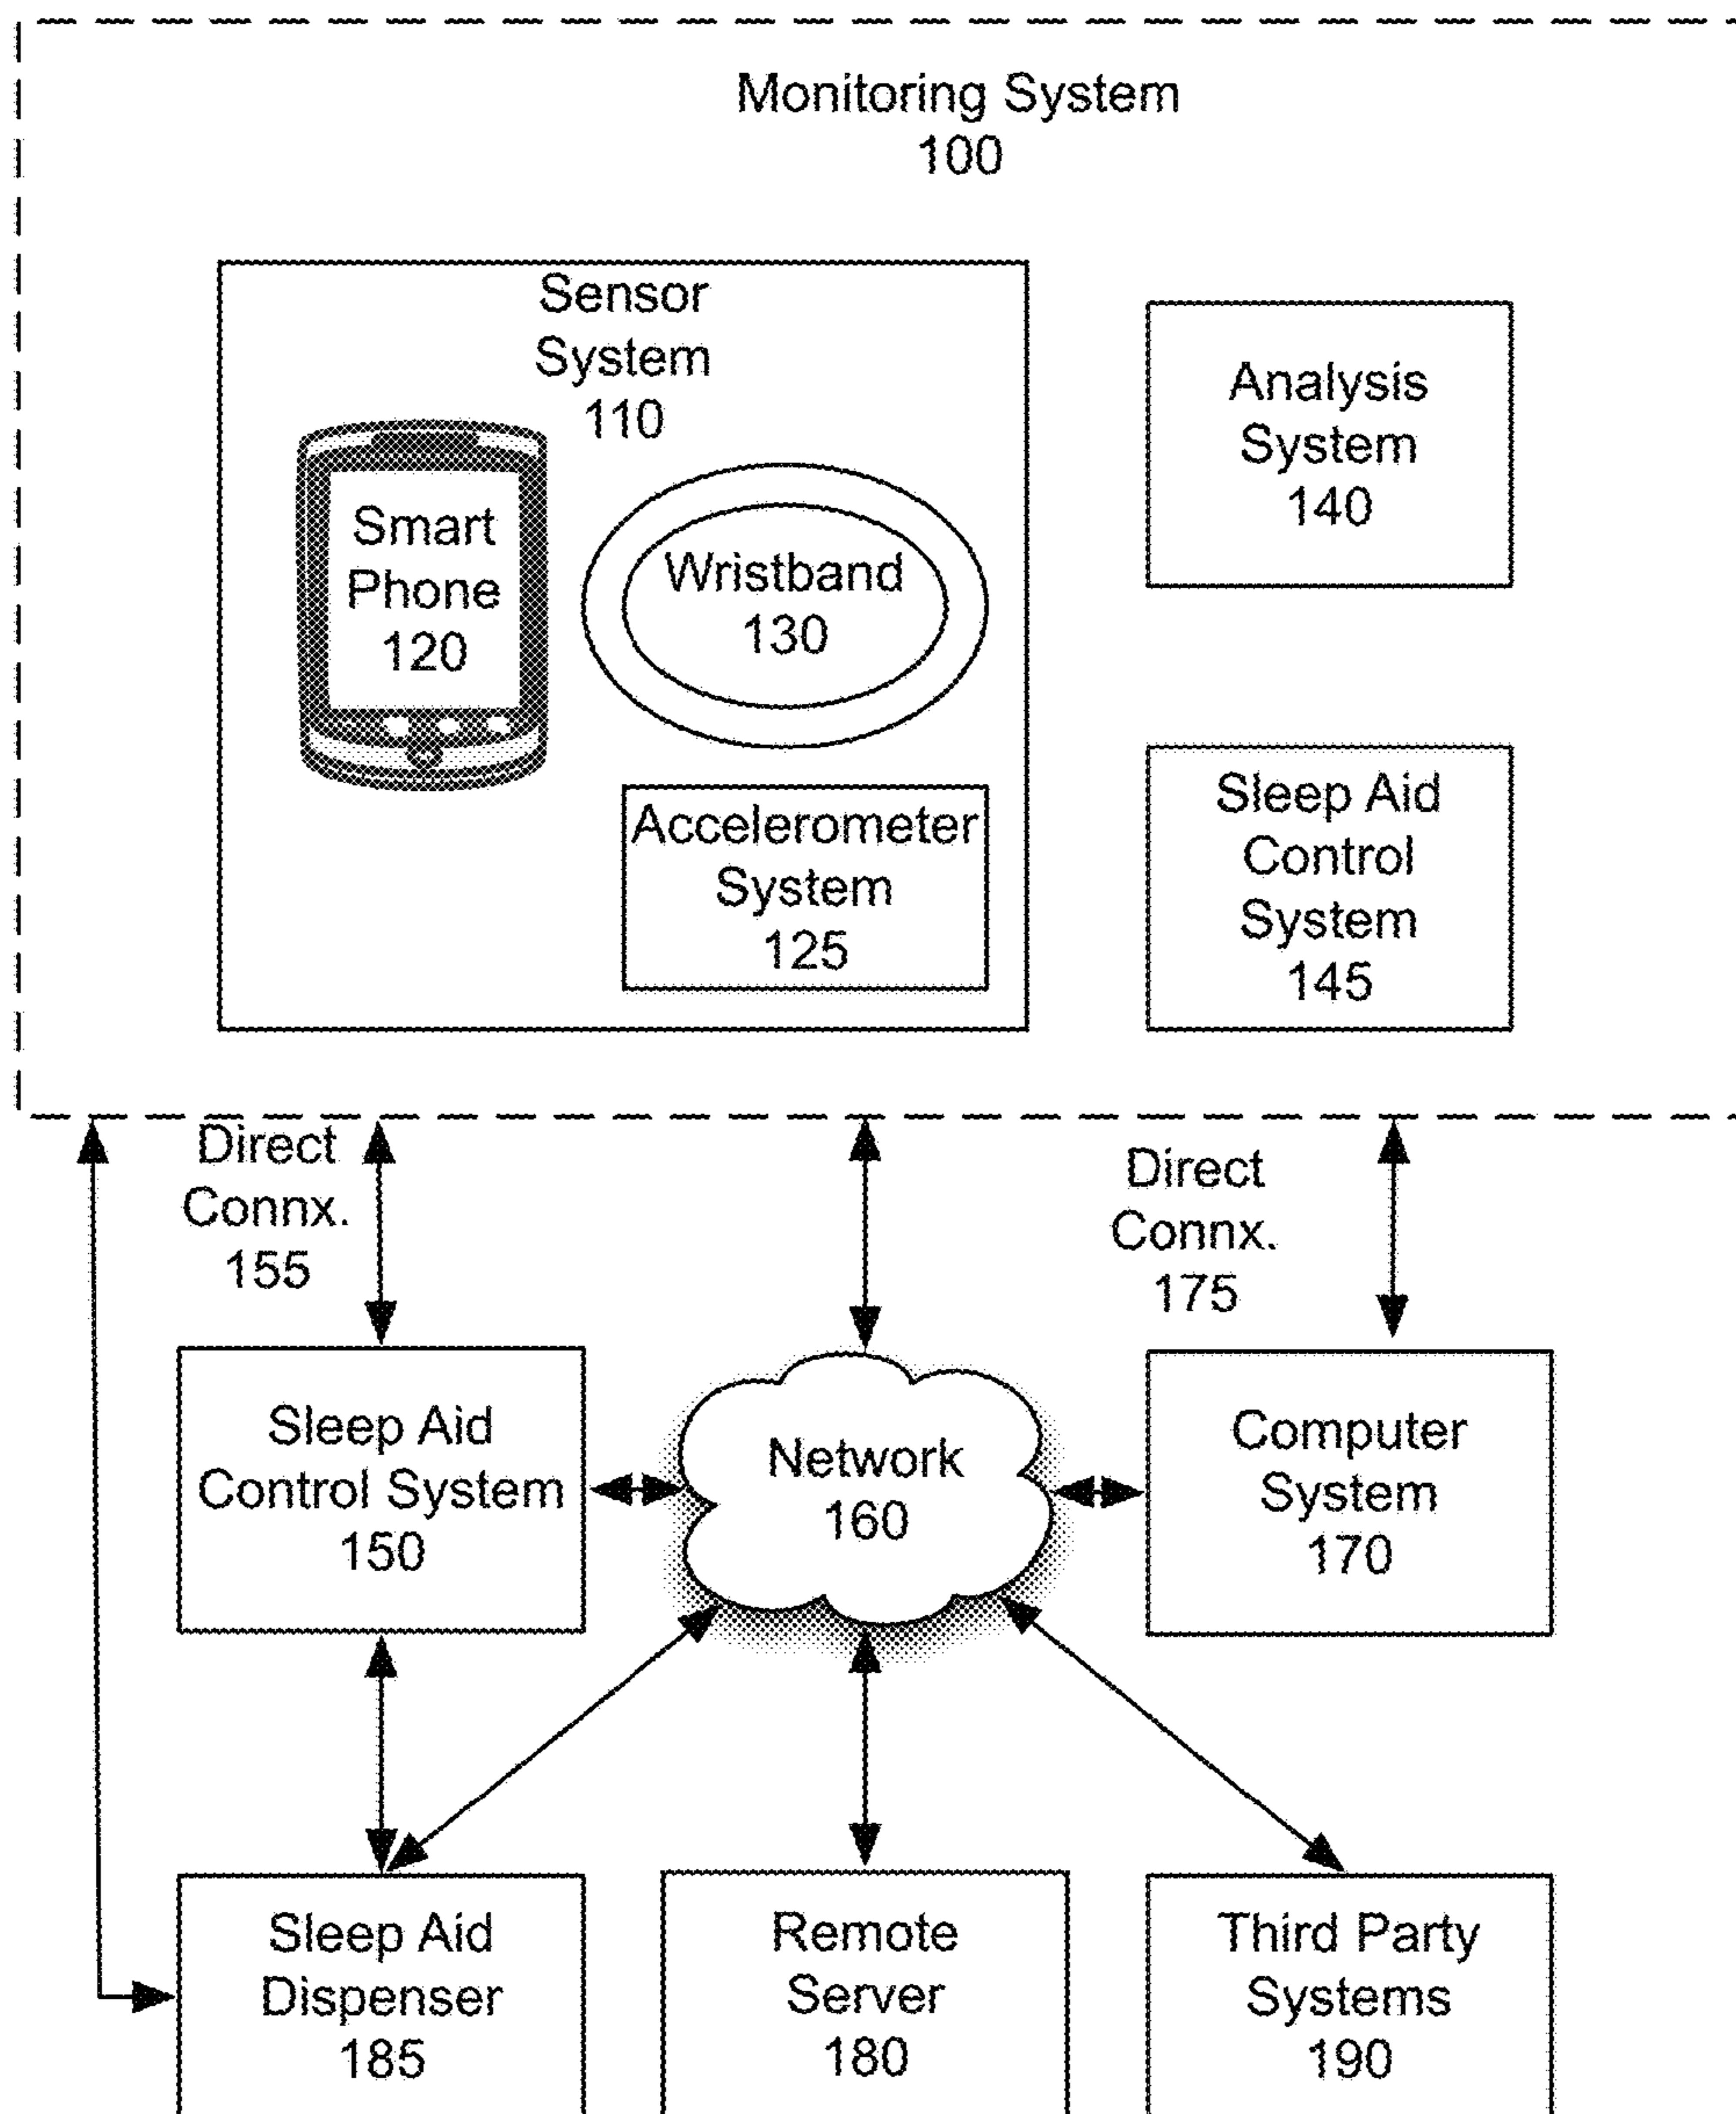 Monitoring System
100
Sensor
System
110
Smart
Phone
120
Wristband
130
Accelerometer
System
125
Analysis
System
140
Sleep Aid
Control
System
145
Direct
Connx.
155
Direct
Connx.
175
Sleep Aid
Control System
150
Network
160
Computer
System
170
Sleep Aid
Dispenser
185
Remote
Server
180
Third Party
Systems
190